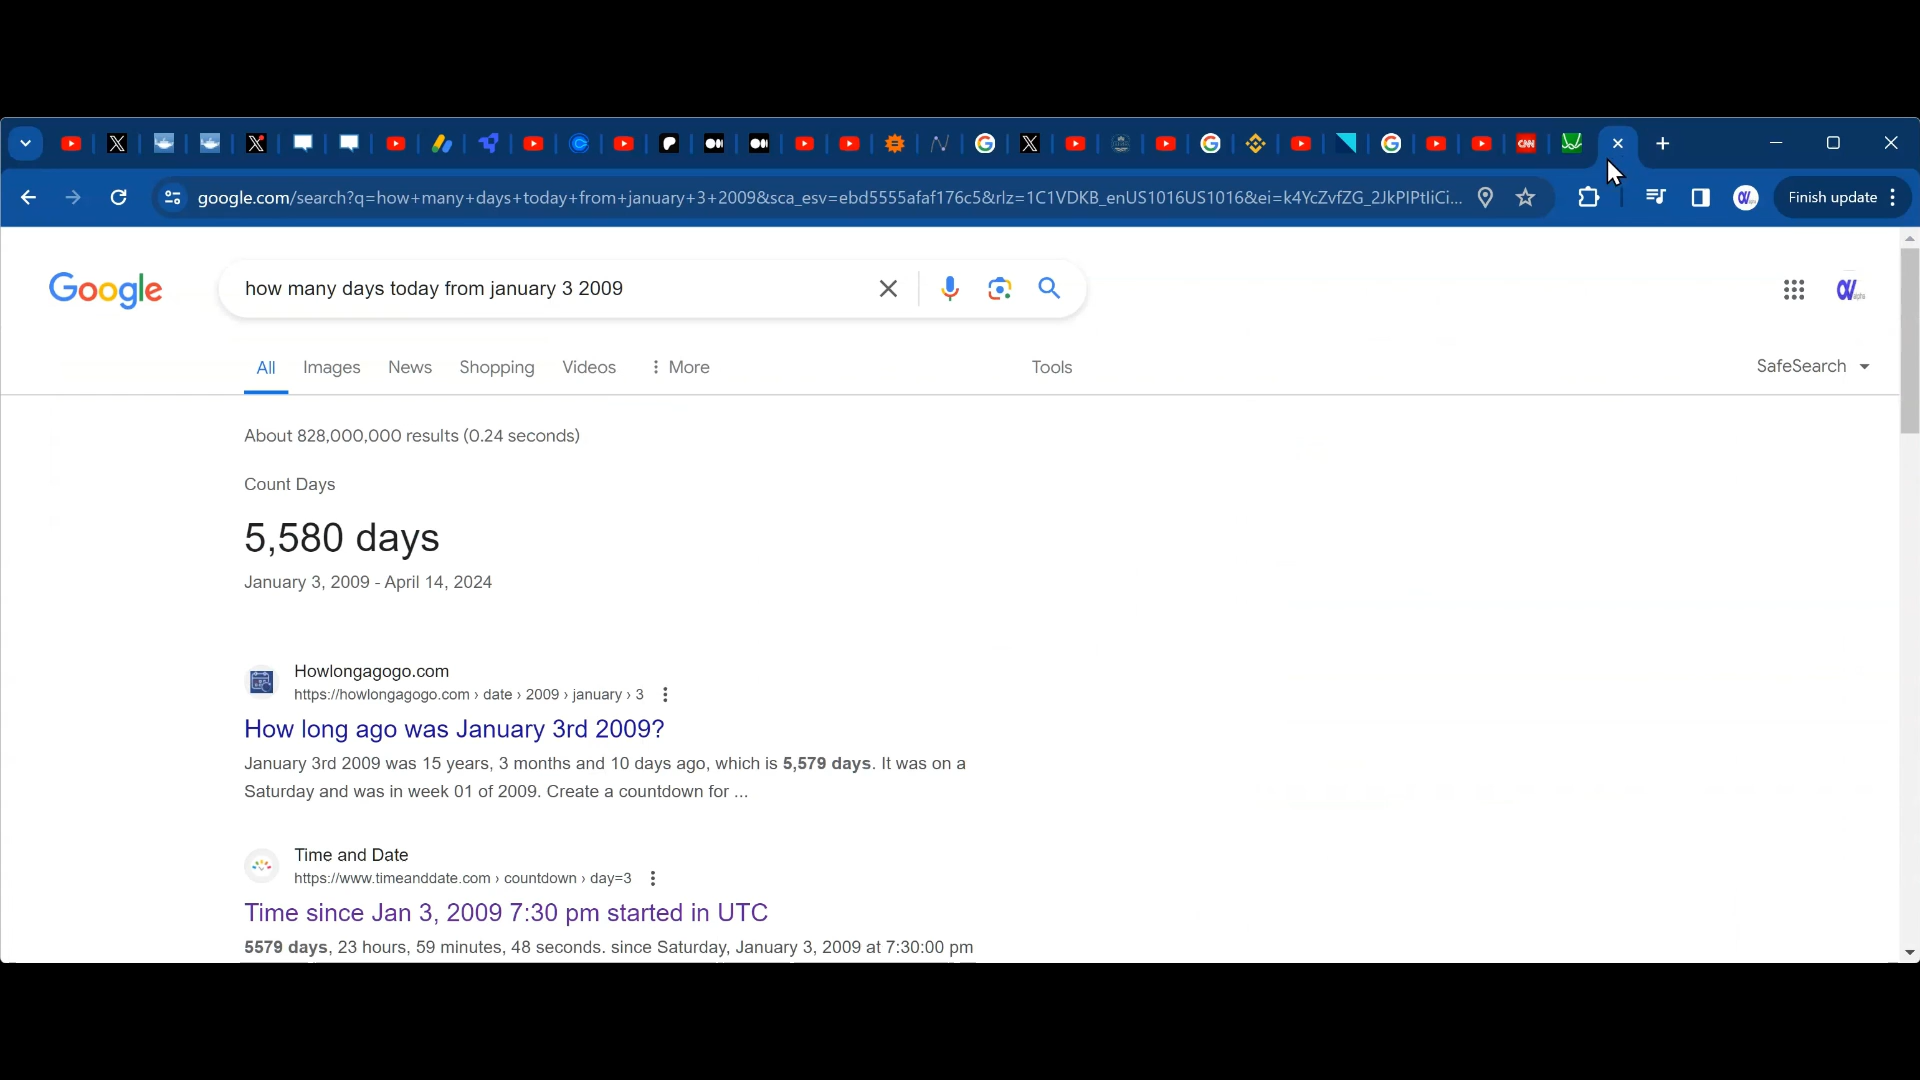 CNN
google.com/search?q=how+many+days+today+from+january+3+2009&sca_esv=ebd5555afaf176c5&rlz=1C1VDKB_enUS1016US1016&ei=k4YcZvfZG_2JkPIPtIiCi...
Finish update
Google
how many days today from january 3 2009
All Images News Shopping Videos More Tools SafeSearch
About 828,000,000 results (0.24 seconds)
Count Days
5,580 days
January 3, 2009 - April 14, 2024
Howlongagogo.com
https://howlongagogo.com › date › 2009 › january › 3
How long ago was January 3rd 2009?
January 3rd 2009 was 15 years, 3 months and 10 days ago, which is 5,579 days. It was on a
Saturday and was in week 01 of 2009. Create a countdown for ...
Time and Date
https://www.timeanddate.com › countdown › day=3
Time since Jan 3, 2009 7:30 pm started in UTC
5579 days, 23 hours, 59 minutes, 48 seconds. since Saturday, January 3, 2009 at 7:30:00 pm